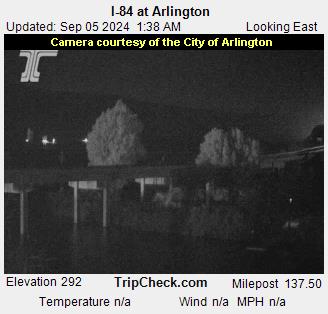 I-84 at Arlington
Updated: Sep 05 2024 1:38 AM Looking East
Camera courtesy of the City of Arlington
Elevation 292 TripCheck.com Milepost 137.50
Temperature n/a Wind n/a MPH n/a